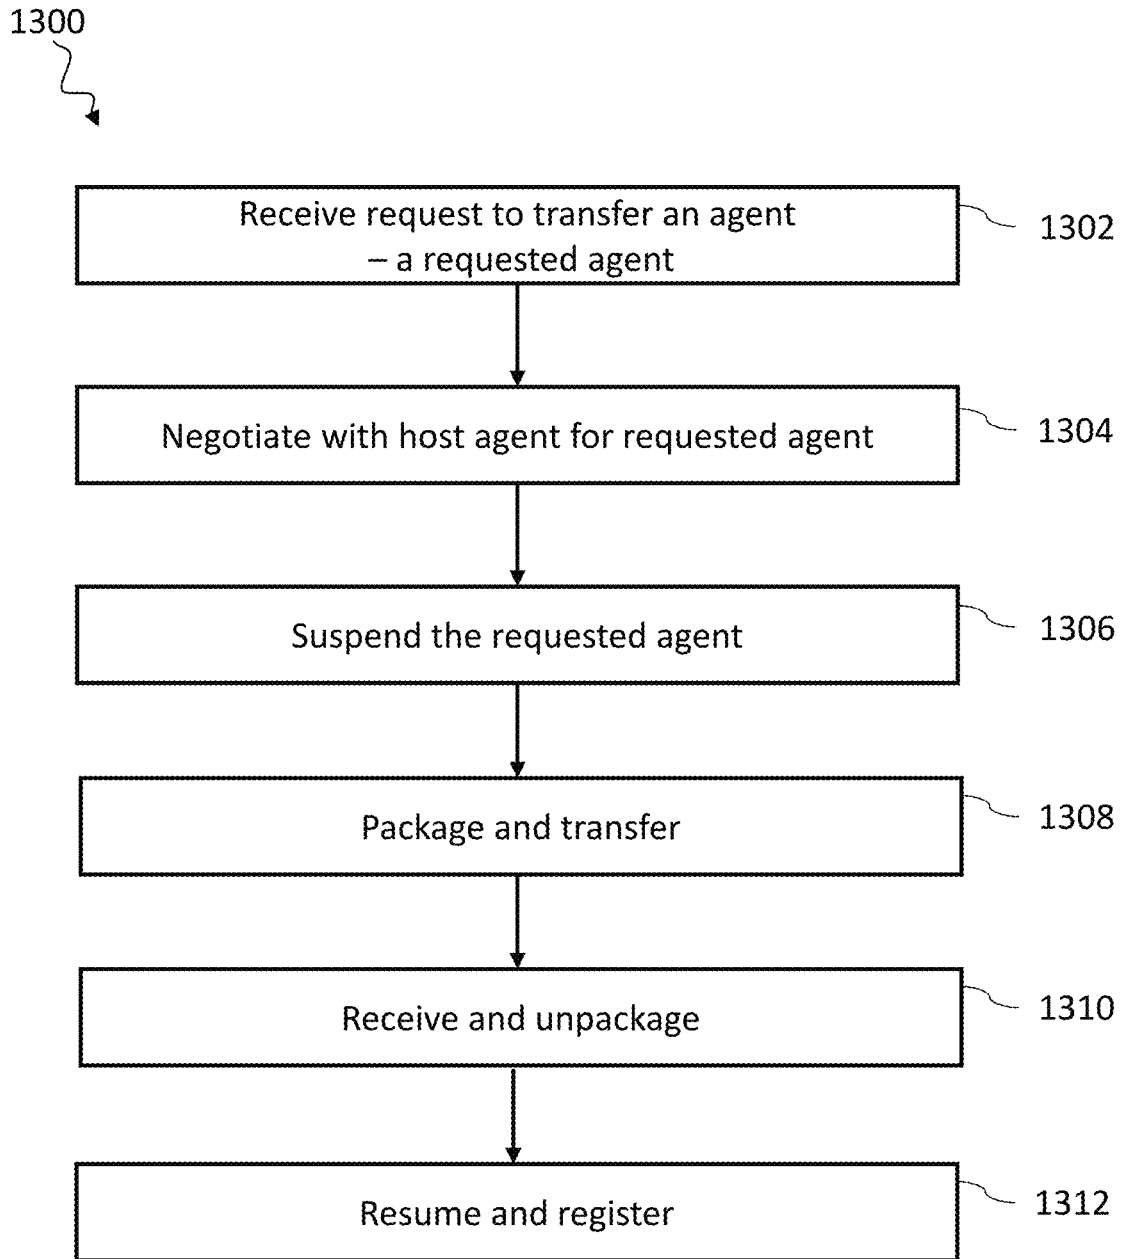 1300
Receive request to transfer an agent
– a requested agent
1302
Negotiate with host agent for requested agent
1304
Suspend the requested agent
1306
Package and transfer
1308
Receive and unpackage
1310
Resume and register
1312